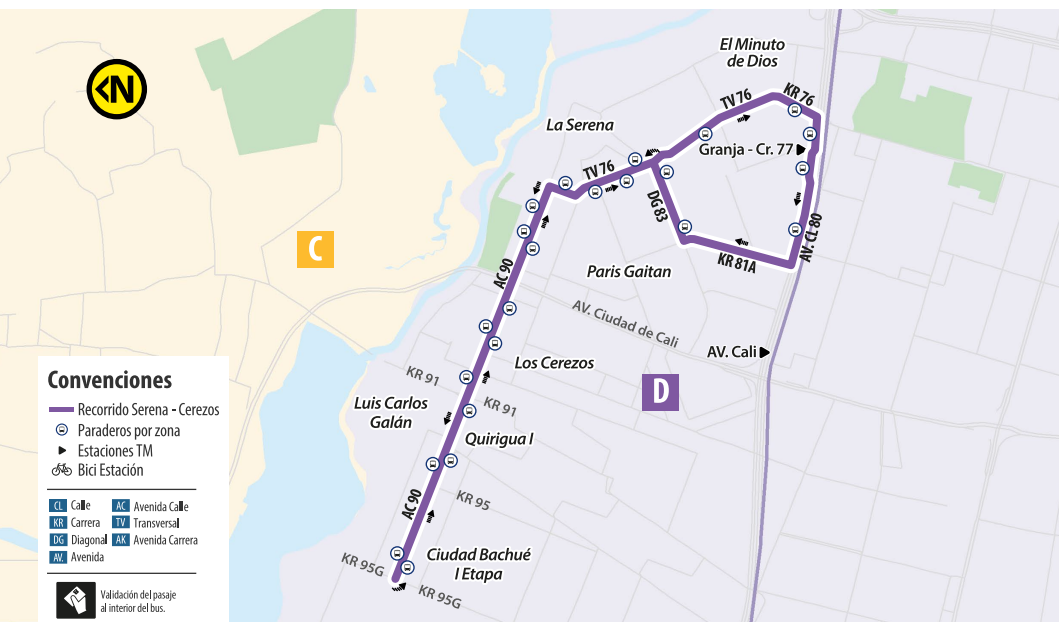 El Minuto
de Dios
N
KR 76
TV 76
La Serena
Granja - Cr. 77
TV 76
DG 83
AV. CL 80
C
KR 81A
AC 90
Paris Gaitan
AV. Ciudad de Cali
AV. Cali
Los Cerezos
D
KR 91
KR 91
Luis Carlos
Galán
Quirigua I
AC 90
KR 95
Ciudad Bachué
I Etapa
KR 95G
KR 95G
Convenciones
Recorrido Serena - Cerezos
Paraderos por zona
Estaciones TM
Bici Estación
CL Calle AC Avenida Calle
KR Carrera TV Transversal
DG Diagonal AK Avenida Carrera
AV. Avenida
Validación del pasaje
al interior del bus.